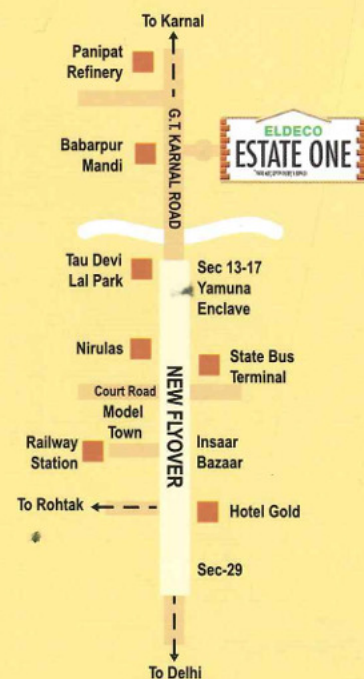 To Karnal
Panipat
Refinery
G.T. KARNAL ROAD
Babarpur
Mandi
ELDECO
ESTATE ONE
Tau Devi
Lal Park
Sec 13-17
Yamuna
Enclave
Nirulas
State Bus
Terminal
NEW FLYOVER
Court Road
Model
Town
Railway
Station
Insaar
Bazaar
To Rohtak
Hotel Gold
Sec-29
To Delhi